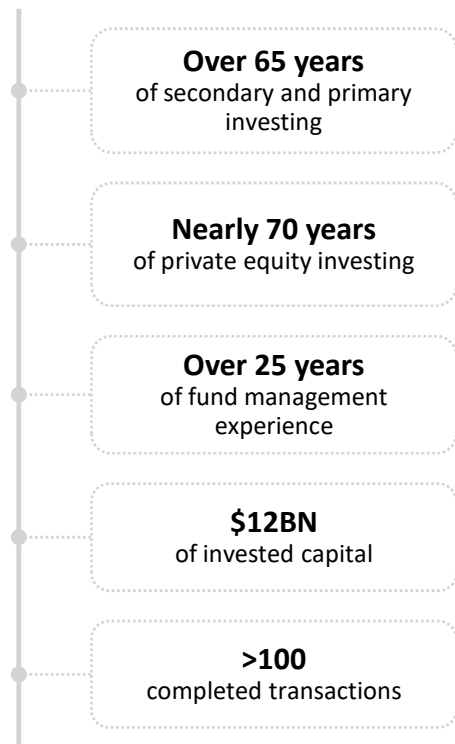 Over 65 years
of secondary and primary
investing
Nearly 70 years
of private equity investing
Over 25 years
of fund management
experience
$12BN
of invested capital
>100
completed transactions